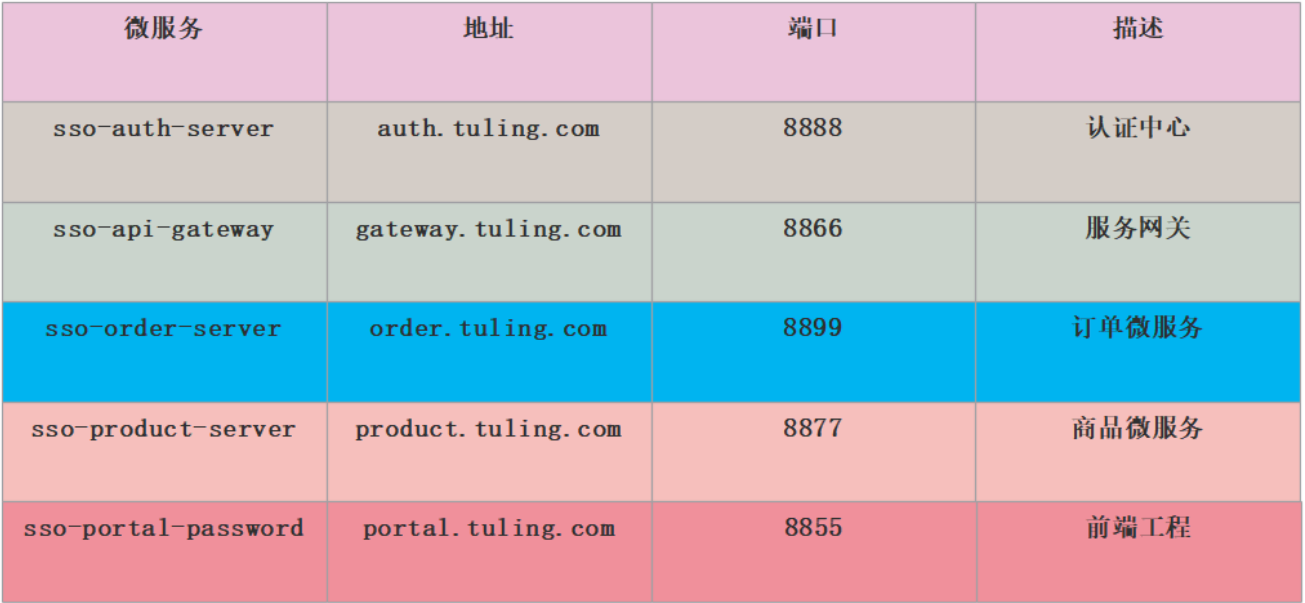 微服务 地址 端口 描述
sso-auth-server auth.tuling.com 8888 认证中心
sso-api-gateway gateway.tuling.com 8866 服务网关
sso-order-server order.tuling.com 8899 订单微服务
sso-product-server product.tuling.com 8877 商品微服务
sso-portal-password portal.tuling.com 8855 前端工程